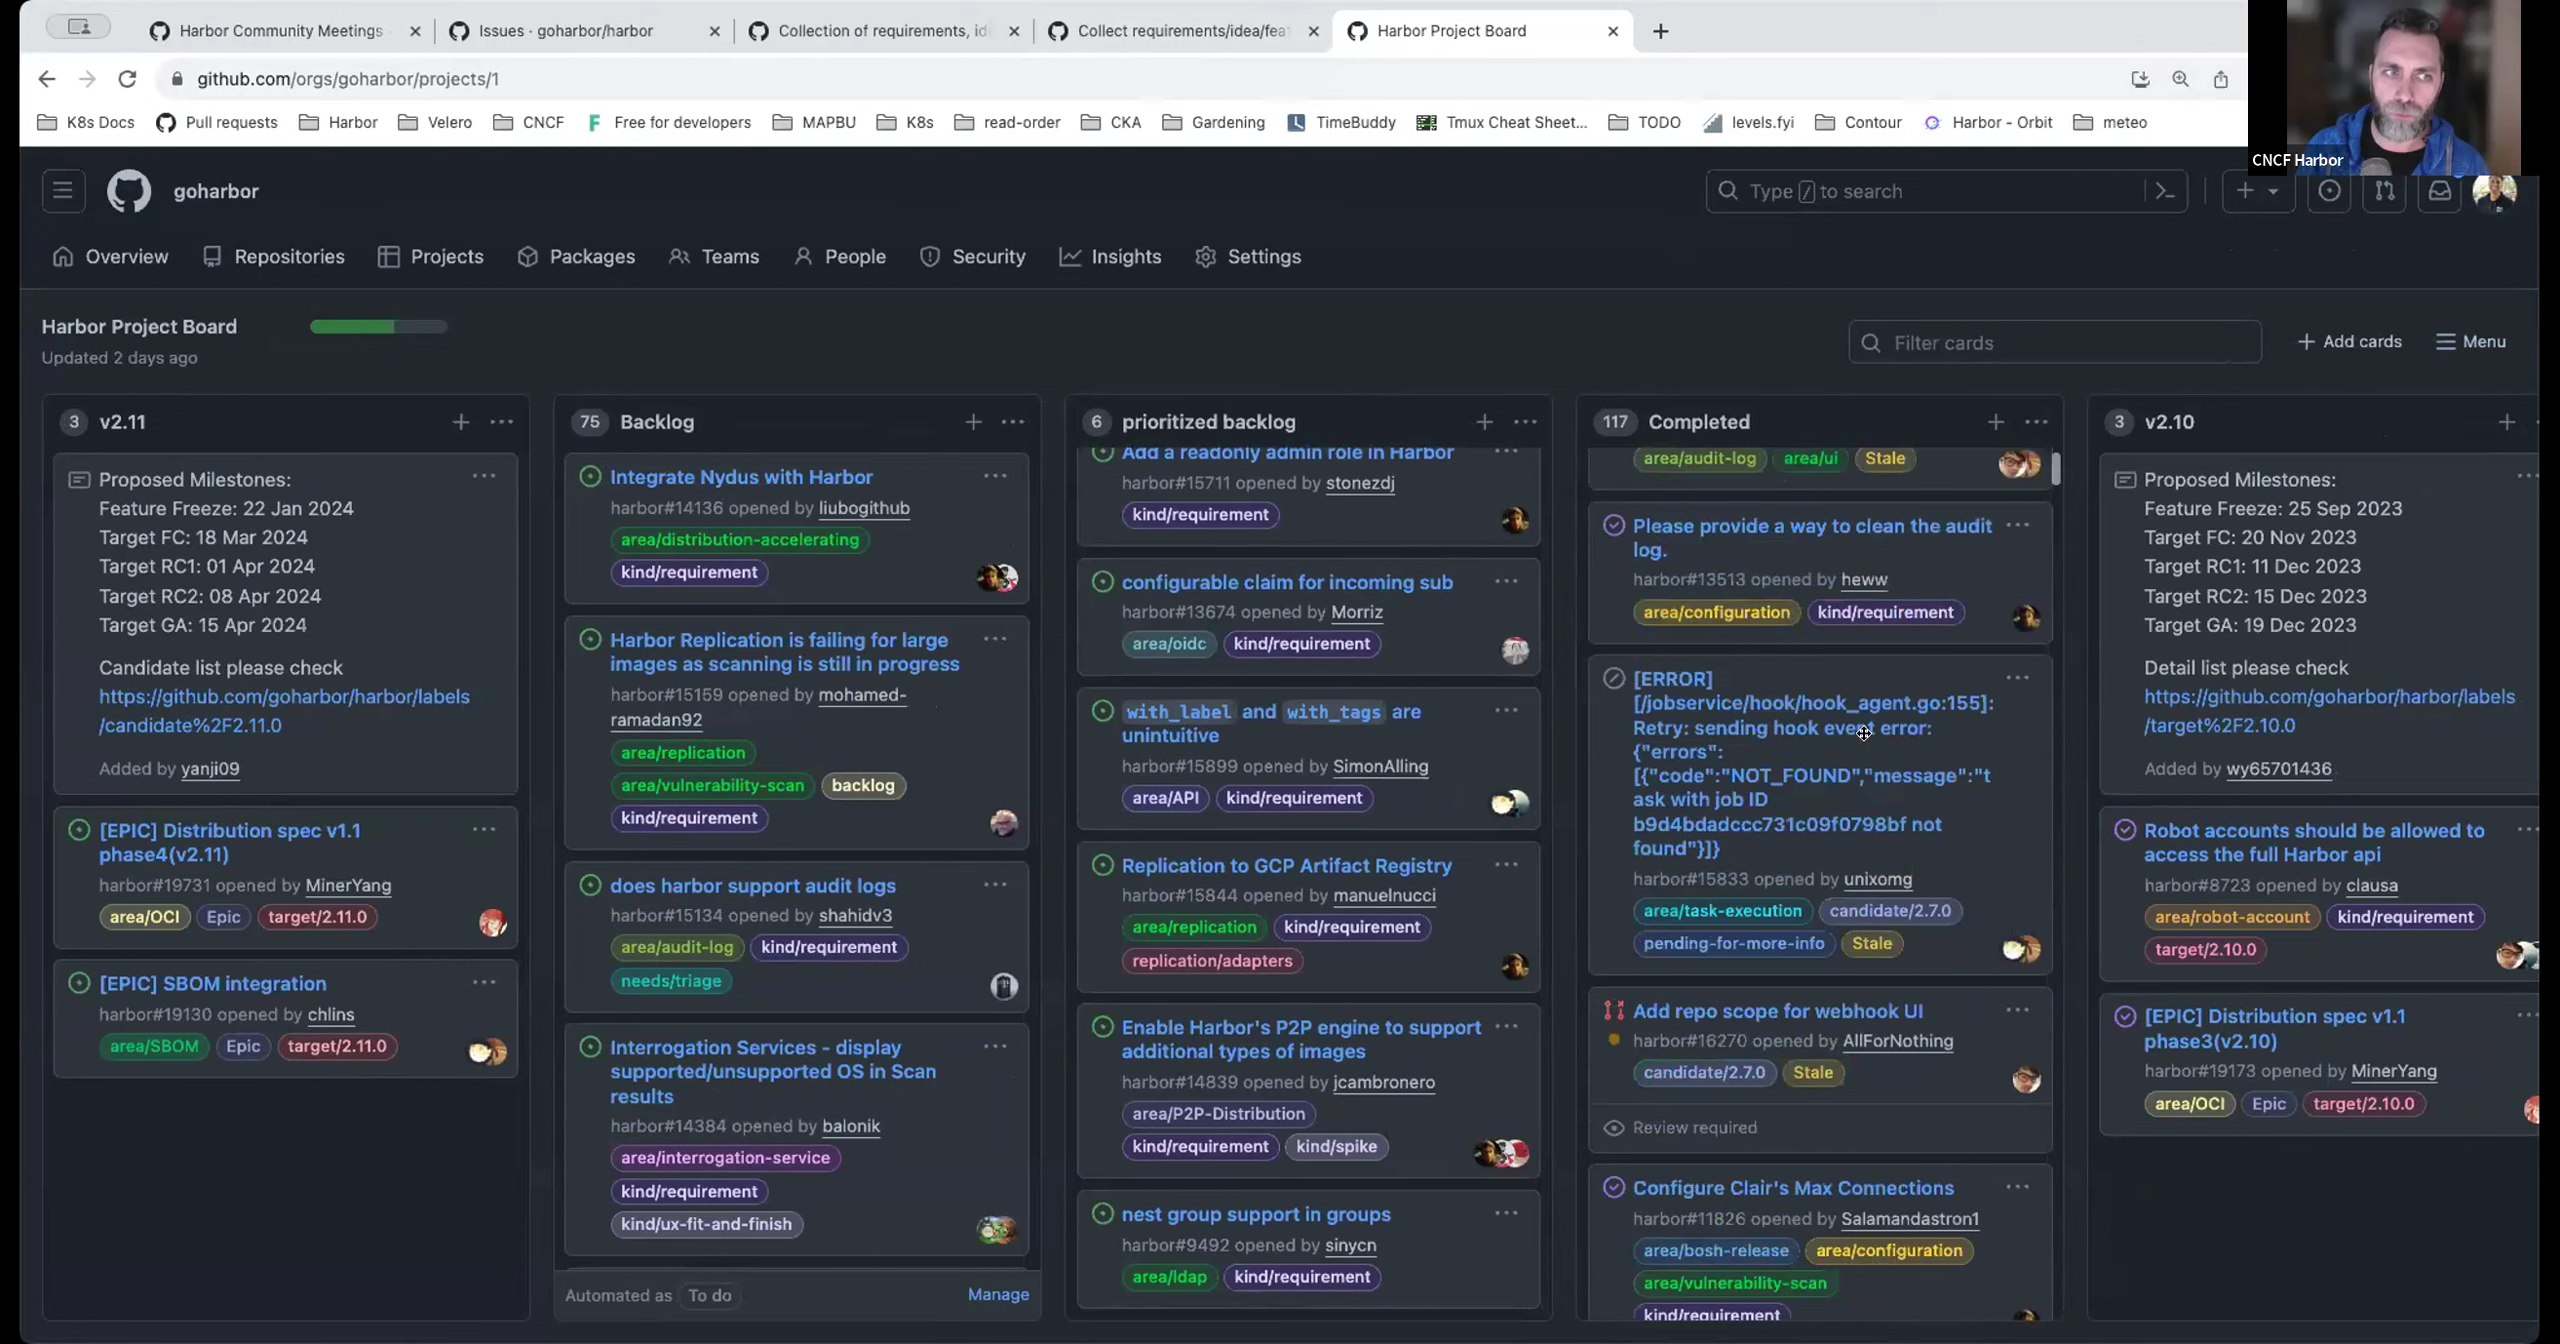 Harbor Community Meetings
Issues · goharbor/harbor
Collection of requirements, id
Collect requirements/idea/fea
Harbor Project Board
github.com/orgs/goharbor/projects/1
K8s Docs
Pull requests
Harbor
Velero
CNCF
Free for developers
MAPBU
K8s
read-order
CKA
Gardening
TimeBuddy
Tmux Cheat Sheet...
TODO
levels.fyi
Contour
Harbor - Orbit
meteo
CNCF Harbor
goharbor
Type / to search
Overview
Repositories
Projects
Packages
Teams
People
Security
Insights
Settings
Harbor Project Board
Updated 2 days ago
Filter cards
+ Add cards
Menu
3 v2.11
Proposed Milestones:
Feature Freeze: 22 Jan 2024
Target FC: 18 Mar 2024
Target RC1: 01 Apr 2024
Target RC2: 08 Apr 2024
Target GA: 15 Apr 2024
Candidate list please check
https://github.com/goharbor/harbor/labels
/candidate%2F2.11.0
Added by yanji09
[EPIC] Distribution spec v1.1
phase4(v2.11)
harbor#19731 opened by MinerYang
area/OCI Epic target/2.11.0
[EPIC] SBOM integration
harbor#19130 opened by chlins
area/SBOM Epic target/2.11.0
75 Backlog
Integrate Nydus with Harbor
harbor#14136 opened by liubogithub
area/distribution-accelerating
kind/requirement
Harbor Replication is failing for large
images as scanning is still in progress
harbor#15159 opened by mohamed-
ramadan92
area/replication
area/vulnerability-scan backlog
kind/requirement
does harbor support audit logs
harbor#15134 opened by shahidv3
area/audit-log kind/requirement
needs/triage
Interrogation Services - display
supported/unsupported OS in Scan
results
harbor#14384 opened by balonik
area/interrogation-service
kind/requirement
kind/ux-fit-and-finish
Automated as To do
Manage
6 prioritized backlog
Add a readonly admin role in Harbor
harbor#15711 opened by stonezdj
kind/requirement
configurable claim for incoming sub
harbor#13674 opened by Morriz
area/oidc kind/requirement
with_label and with_tags are
unintuitive
harbor#15899 opened by SimonAlling
area/API kind/requirement
Replication to GCP Artifact Registry
harbor#15844 opened by manuelnucci
area/replication kind/requirement
replication/adapters
Enable Harbor's P2P engine to support
additional types of images
harbor#14839 opened by jcambronero
area/P2P-Distribution
kind/requirement kind/spike
nest group support in groups
harbor#9492 opened by sinycn
area/ldap kind/requirement
117 Completed
area/audit-log area/ui Stale
Please provide a way to clean the audit
log.
harbor#13513 opened by heww
area/configuration kind/requirement
[ERROR]
[/jobservice/hook/hook_agent.go:155]:
Retry: sending hook event error:
{"errors":
[{"code":"NOT_FOUND","message":"t
ask with job ID
b9d4bdadccc731c09f0798bf not
found"}]}
harbor#15833 opened by unixomg
area/task-execution candidate/2.7.0
pending-for-more-info Stale
Add repo scope for webhook UI
harbor#16270 opened by AllForNothing
candidate/2.7.0 Stale
Review required
Configure Clair's Max Connections
harbor#11826 opened by Salamandastron1
area/bosh-release area/configuration
area/vulnerability-scan
kind/requirement
3 v2.10
Proposed Milestones:
Feature Freeze: 25 Sep 2023
Target FC: 20 Nov 2023
Target RC1: 11 Dec 2023
Target RC2: 15 Dec 2023
Target GA: 19 Dec 2023
Detail list please check
https://github.com/goharbor/harbor/labels
/target%2F2.10.0
Added by wy65701436
Robot accounts should be allowed to
access the full Harbor api
harbor#8723 opened by clausa
area/robot-account kind/requirement
target/2.10.0
[EPIC] Distribution spec v1.1
phase3(v2.10)
harbor#19173 opened by MinerYang
area/OCI Epic target/2.10.0